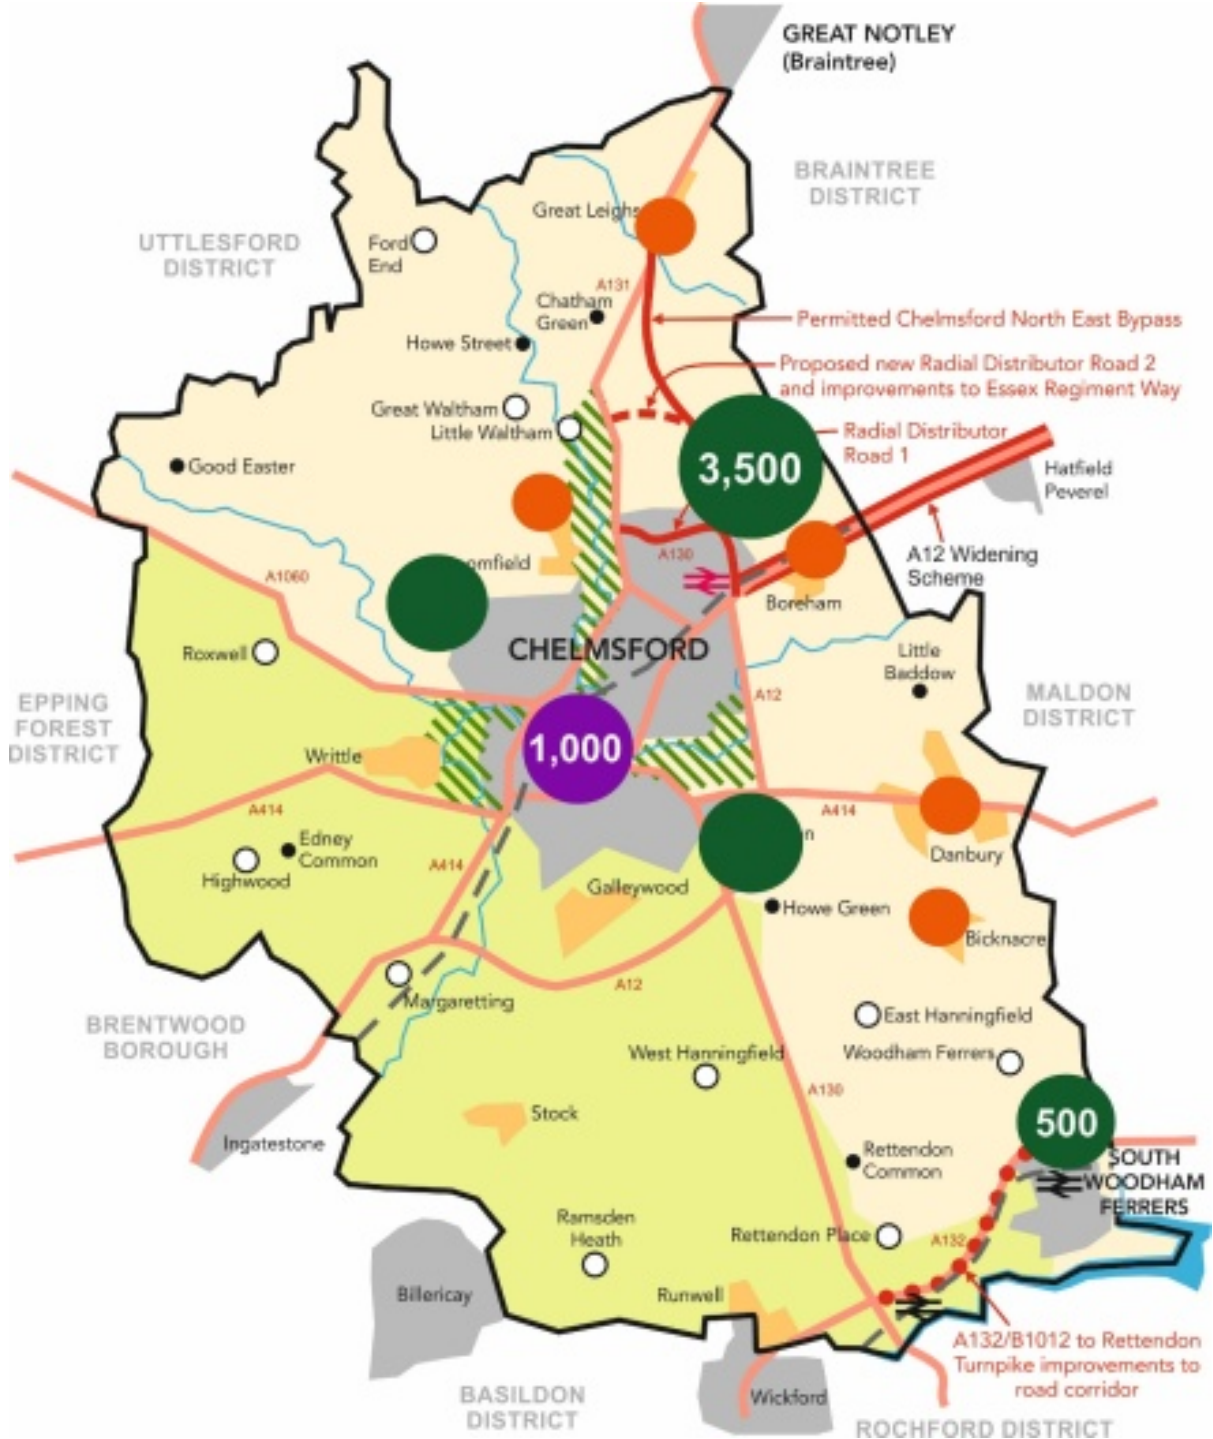 GREAT NOTLEY
(Braintree)
BRAINTREE
DISTRICT
Great Leighs
UTTLESFORD
DISTRICT
Ford
End
A131
Chatham
Green
Permitted Chelmsford North East Bypass
Howe Street
Proposed new Radial Distributor Road 2
and improvements to Essex Regiment Way
Great Waltham
Little Waltham
Radial Distributor
Road 1
Good Easter
3,500
Hatfield
Peverel
A130
A12 Widening
Scheme
omfield
A1060
Boreham
CHELMSFORD
Roxwell
Little
Baddow
A12
MALDON
DISTRICT
EPPING
FOREST
DISTRICT
Writtle
1,000
A414
A414
Edney
Common
Highwood
A414
n
Danbury
Galleywood
Howe Green
Bicknacre
A12
Margaretting
East Hanningfield
BRENTWOOD
BOROUGH
West Hanningfield
Woodham Ferrers
A130
Stock
500
Ingatestone
Rettendon
Common
SOUTH
WOODHAM
FERRERS
Ramsden
Heath
Rettendon Place
A132
Billericay
Runwell
A132/B1012 to Rettendon
Turnpike improvements to
road corridor
BASILDON
DISTRICT
Wickford
ROCHFORD DISTRICT